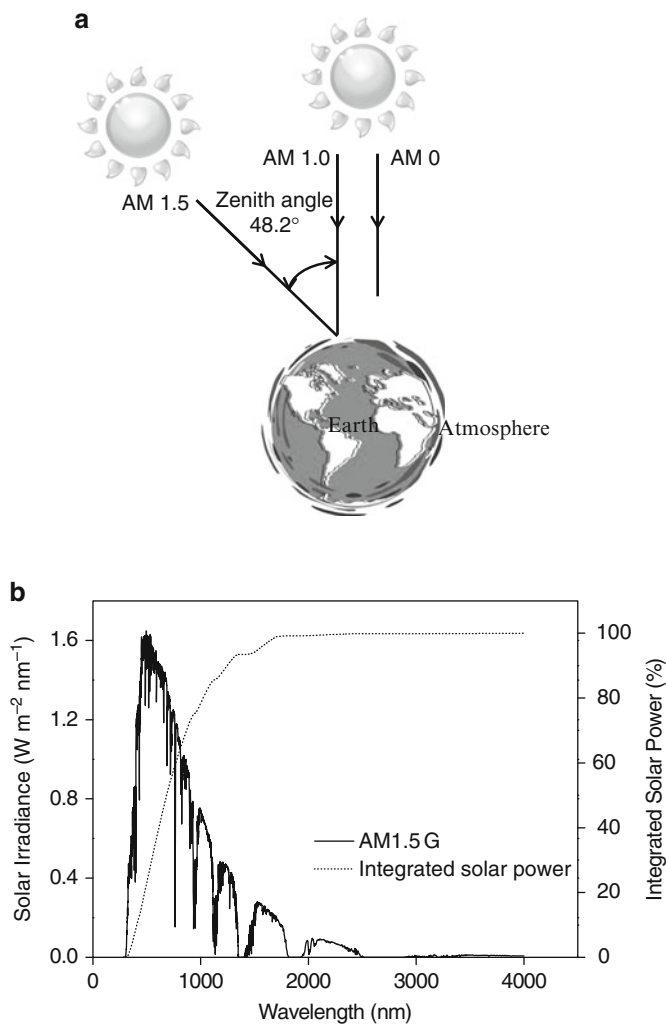 a
AM 1.0
AM 0
AM 1.5
Zenith angle
48.2°
Earth
Atmosphere
b
Solar Irradiance (W m⁻² nm⁻¹)
1.6
1.2
0.8
0.4
0.0
100
80
60
40
20
0
Integrated Solar Power (%)
AM1.5 G
Integrated solar power
0
1000
2000
3000
4000
Wavelength (nm)